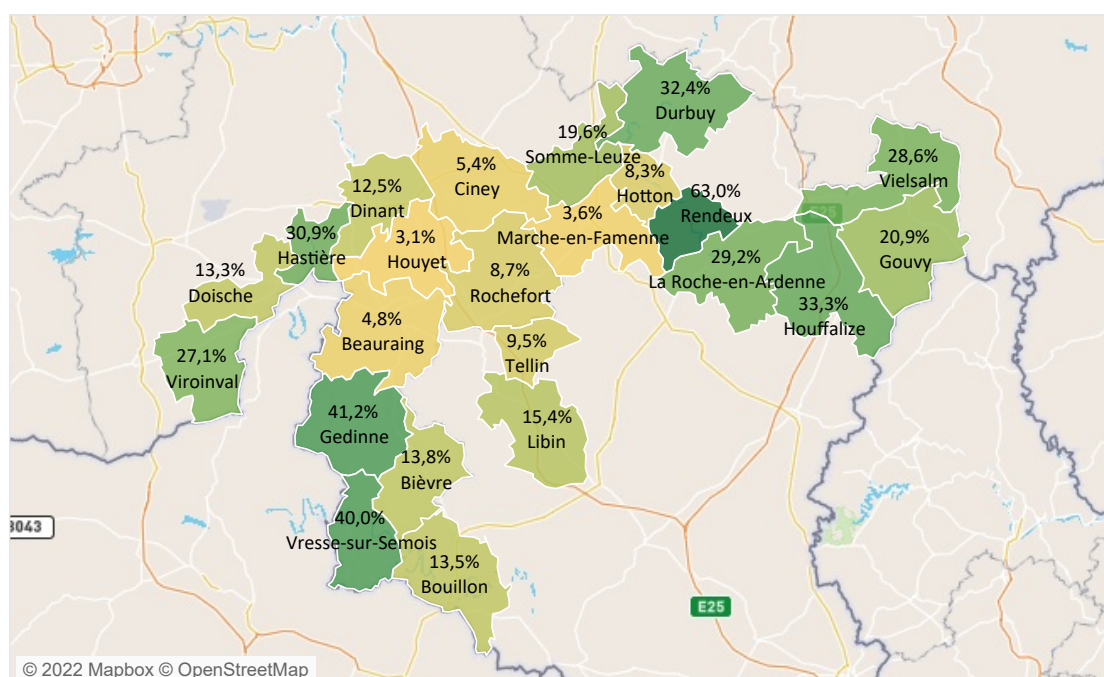 32,4%
Durbuy
19,6%
Somme-Leuze
28,6%
Vielsalm
5,4%
Ciney
8,3%
Hotton
12,5%
Dinant
63,0%
Rendeux
E25
3,6%
Marche-en-Famenne
30,9%
Hastière
3,1%
Houyet
20,9%
Gouvy
13,3%
Doische
8,7%
Rochefort
29,2%
La Roche-en-Ardenne
33,3%
Houffalize
4,8%
Beauraing
9,5%
Tellin
27,1%
Viroinval
41,2%
Gedinne
15,4%
Libin
13,8%
Bièvre
40,0%
Vresse-sur-Semois
3043
13,5%
Bouillon
E25
© 2022 Mapbox © OpenStreetMap